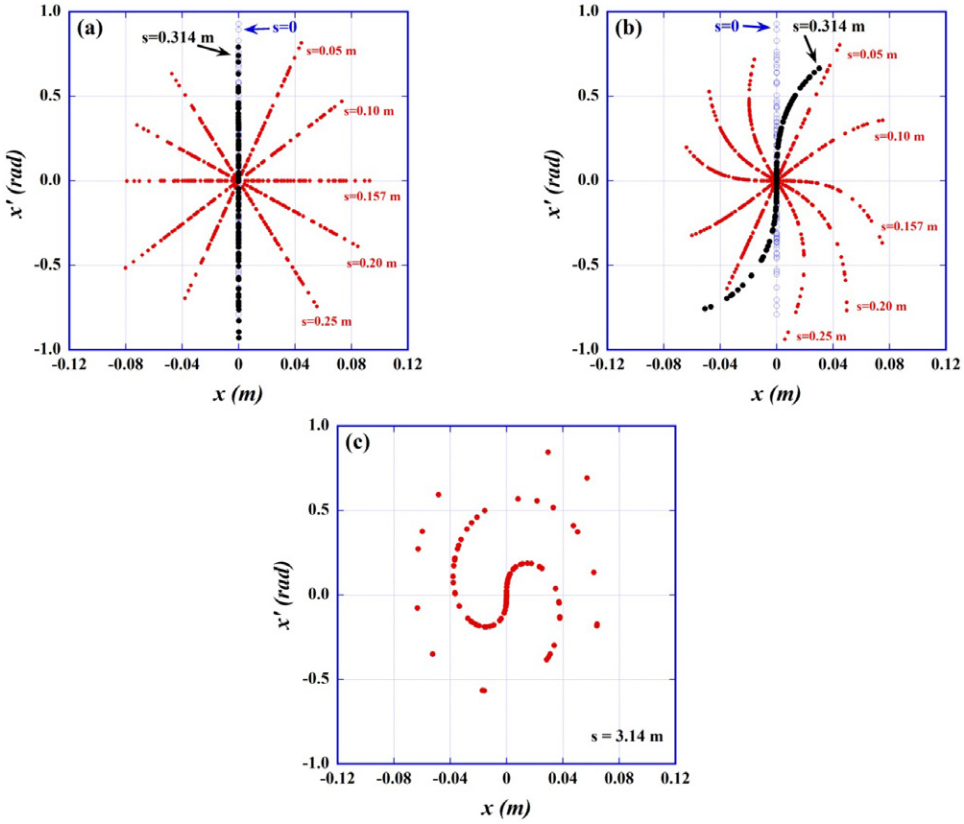 (a)
s=0
s=0.314 m
s=0.05 m
s=0.10 m
s=0.157 m
s=0.20 m
s=0.25 m
1.0
0.5
0.0
-0.5
-1.0
x′ (rad)
-0.12 -0.08 -0.04 0 0.04 0.08 0.12
x (m)
(b)
s=0
s=0.314 m
s=0.05 m
s=0.10 m
s=0.157 m
s=0.20 m
s=0.25 m
1.0
0.5
0.0
-0.5
-1.0
x′ (rad)
-0.12 -0.08 -0.04 0 0.04 0.08 0.12
x (m)
(c)
1.0
0.5
0.0
-0.5
-1.0
x′ (rad)
s = 3.14 m
-0.12 -0.08 -0.04 0 0.04 0.08 0.12
x (m)